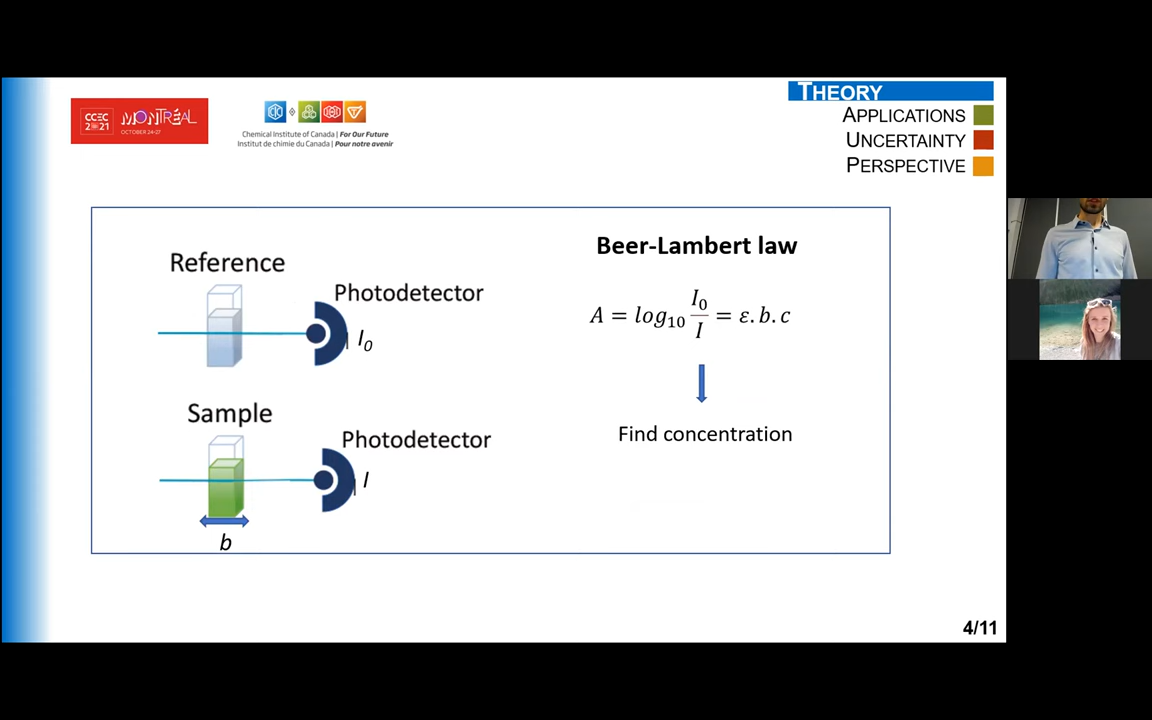 CCEC
2021
MONTRÉAL
OCTOBER 24-27
Chemical Institute of Canada | For Our Future
Institut de chimie du Canada | Pour notre avenir
THEORY
APPLICATIONS
UNCERTAINTY
PERSPECTIVE
Reference
Photodetector
I₀
Sample
Photodetector
I
b
Beer-Lambert law
A = log₁₀ I₀/I = ε. b. c
Find concentration
4/11